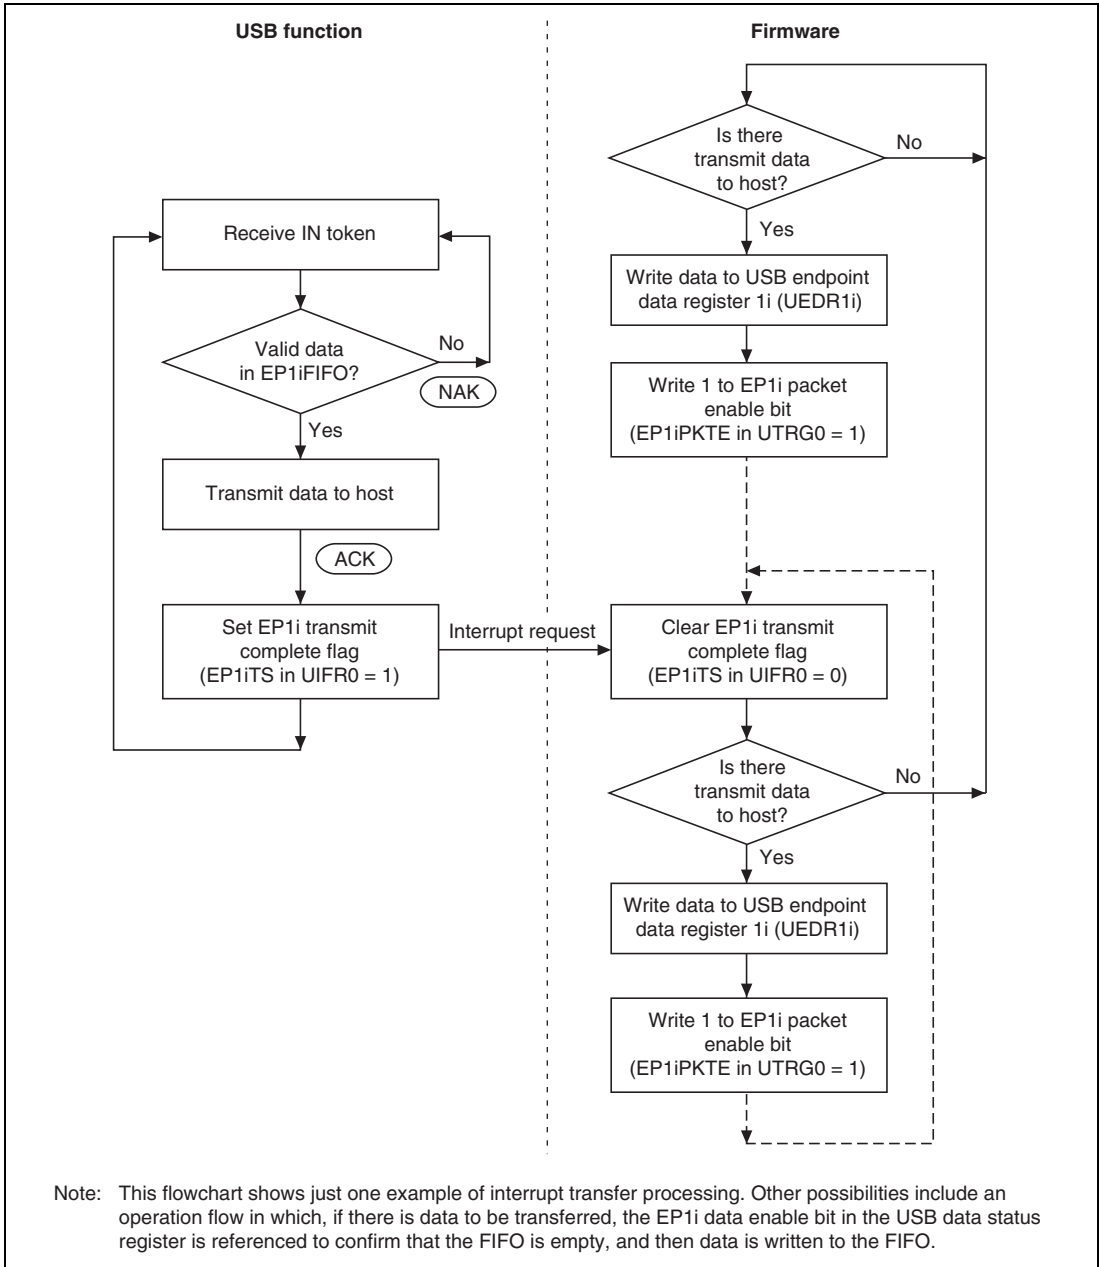 USB function
Firmware
Is there
transmit data
to host?
No
Yes
Receive IN token
Write data to USB endpoint
data register 1i (UEDR1i)
Valid data
in EP1iFIFO?
No
NAK
Yes
Write 1 to EP1i packet
enable bit
(EP1iPKTE in UTRG0 = 1)
Transmit data to host
ACK
Set EP1i transmit
complete flag
(EP1iTS in UIFR0 = 1)
Interrupt request
Clear EP1i transmit
complete flag
(EP1iTS in UIFR0 = 0)
Is there
transmit data
to host?
No
Yes
Write data to USB endpoint
data register 1i (UEDR1i)
Write 1 to EP1i packet
enable bit
(EP1iPKTE in UTRG0 = 1)
Note: This flowchart shows just one example of interrupt transfer processing. Other possibilities include an
operation flow in which, if there is data to be transferred, the EP1i data enable bit in the USB data status
register is referenced to confirm that the FIFO is empty, and then data is written to the FIFO.